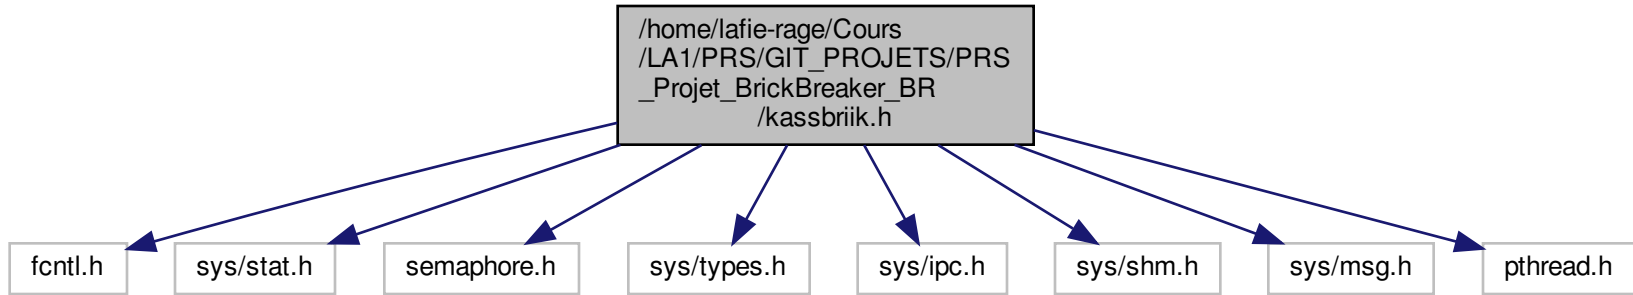 /home/lafie-rage/Cours
/LA1/PRS/GIT_PROJETS/PRS
_Projet_BrickBreaker_BR
/kassbriik.h
fcntl.h
sys/stat.h
semaphore.h
sys/types.h
sys/ipc.h
sys/shm.h
sys/msg.h
pthread.h